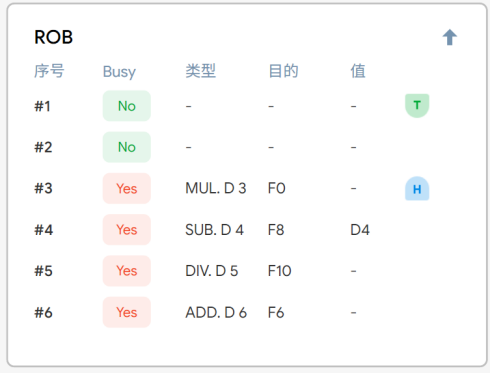 ROB
序号 Busy 类型 目的 值
#1 No - - - T
#2 No - - -
#3 Yes MUL. D 3 F0 - H
#4 Yes SUB. D 4 F8 D4
#5 Yes DIV. D 5 F10 -
#6 Yes ADD. D 6 F6 -